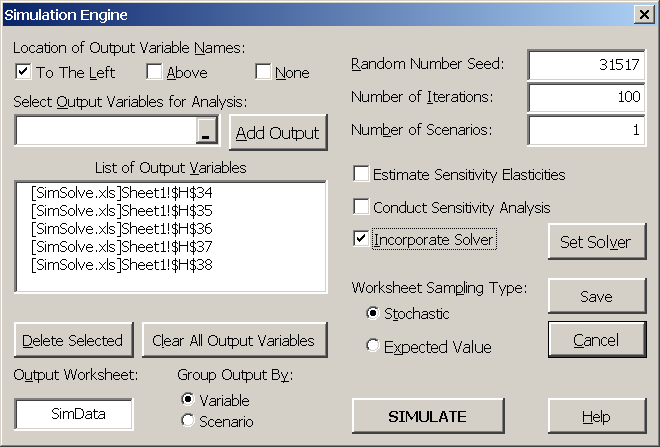 Simulation Engine
Location of Output Variable Names:
To The Left
Above
None
Select Output Variables for Analysis:
Add Output
List of Output Variables
[SimSolve.xls]Sheet1!$H$34
[SimSolve.xls]Sheet1!$H$35
[SimSolve.xls]Sheet1!$H$36
[SimSolve.xls]Sheet1!$H$37
[SimSolve.xls]Sheet1!$H$38
Delete Selected
Clear All Output Variables
Output Worksheet:
SimData
Group Output By:
Variable
Scenario
Random Number Seed:
31517
Number of Iterations:
100
Number of Scenarios:
1
Estimate Sensitivity Elasticities
Conduct Sensitivity Analysis
Incorporate Solver
Set Solver
Worksheet Sampling Type:
Stochastic
Expected Value
Save
Cancel
SIMULATE
Help